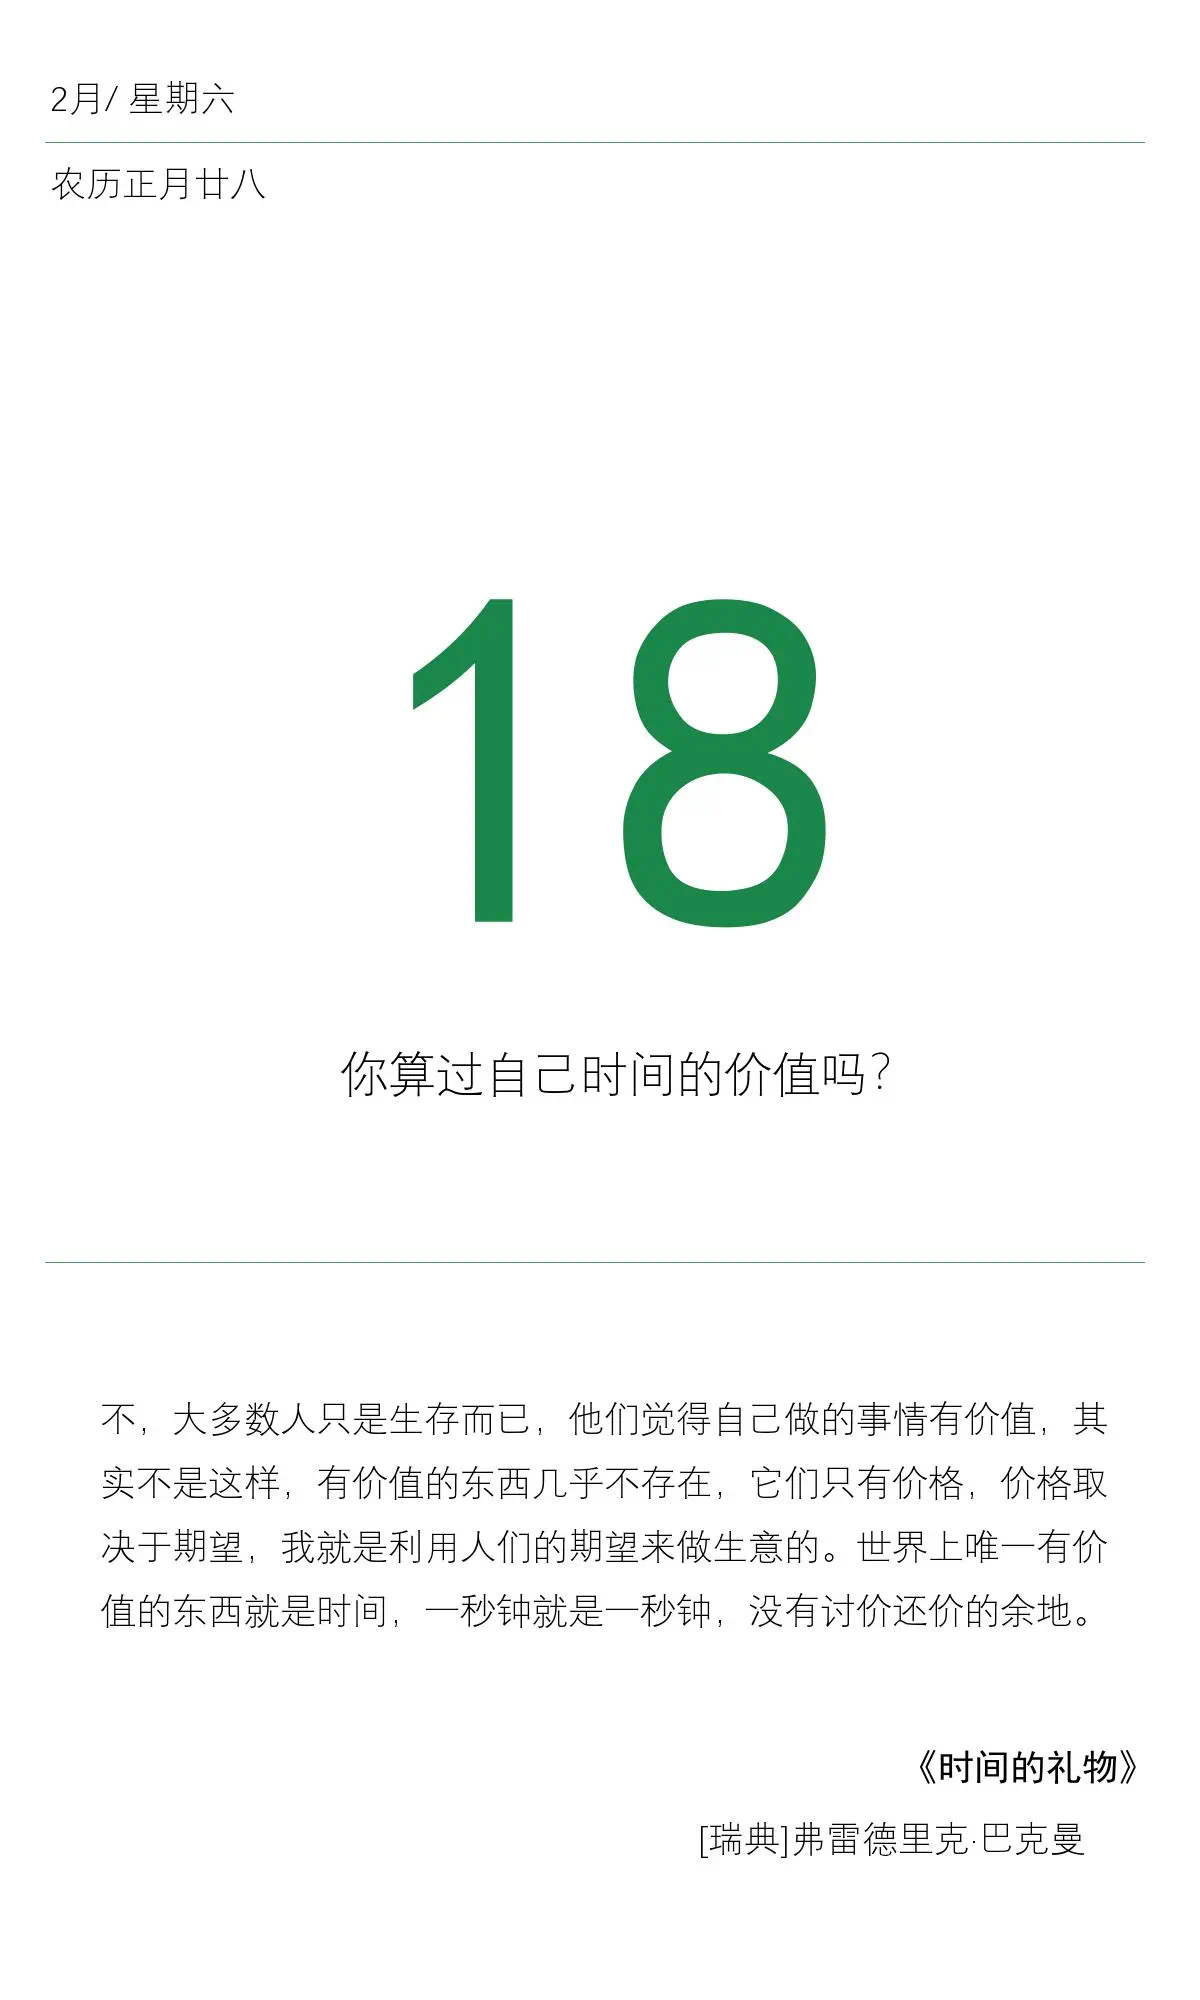 2月/ 星期六
农历正月廿八
18
你算过自己时间的价值吗?
不，大多数人只是生存而已，他们觉得自己做的事情有价值，其
实不是这样，有价值的东西几乎不存在，它们只有价格，价格取
决于期望，我就是利用人们的期望来做生意的。世界上唯一有价
值的东西就是时间，一秒钟就是一秒钟，没有讨价还价的余地。
《时间的礼物》
[瑞典]弗雷德里克·巴克曼